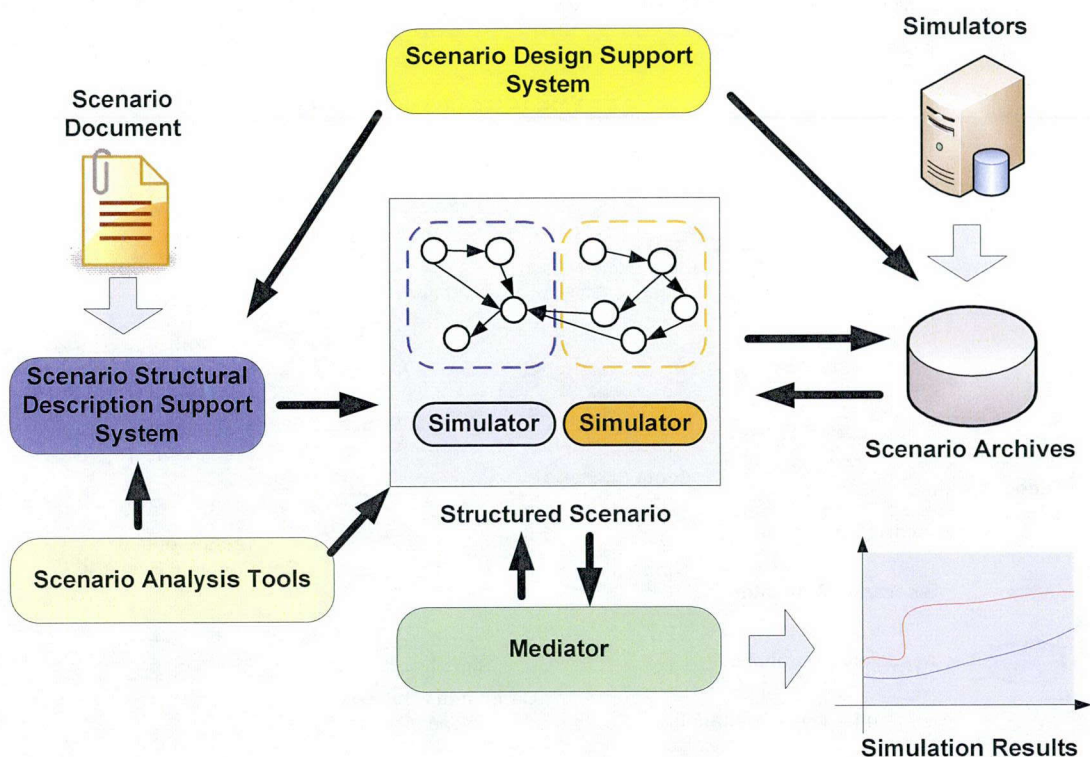 Simulators
Scenario Design Support
System
Scenario
Document
Scenario Structural
Description Support
System
Simulator
Simulator
Scenario Archives
Structured Scenario
Scenario Analysis Tools
Mediator
Simulation Results